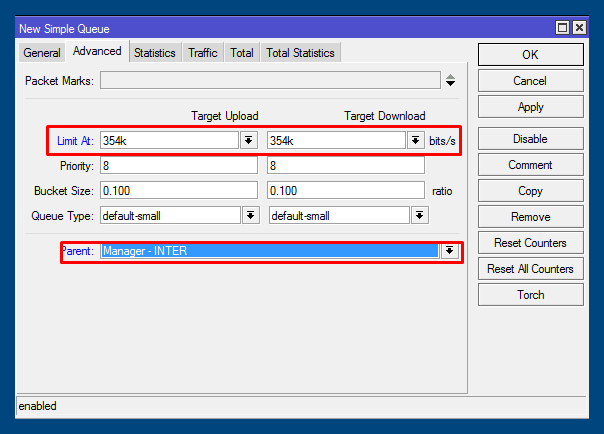 New Simple Queue
General Advanced Statistics Traffic Total Total Statistics
Packet Marks:
Target Upload Target Download
Limit At: 354k 354k bits/s
Priority: 8 8
Bucket Size: 0.100 0.100 ratio
Queue Type: default-small default-small
Parent: Manager - INTER
OK
Cancel
Apply
Disable
Comment
Copy
Remove
Reset Counters
Reset All Counters
Torch
enabled